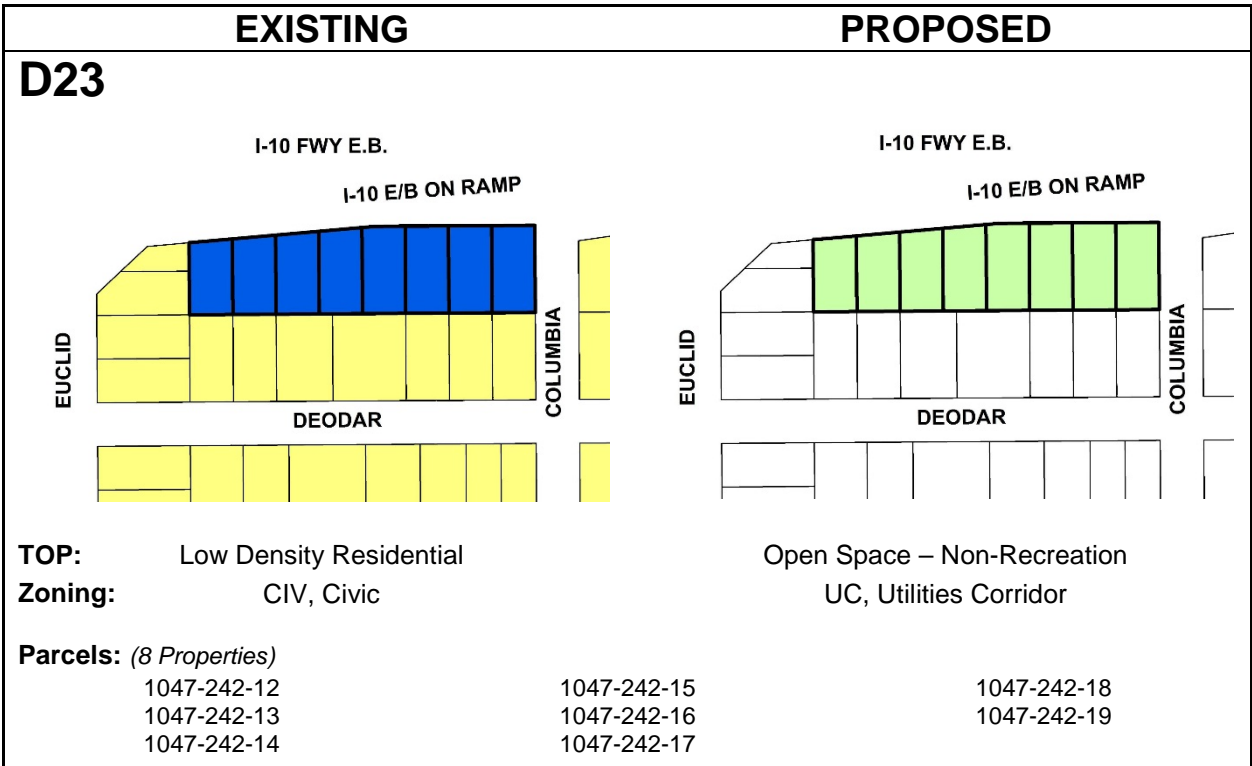 EXISTING PROPOSED
D23
I-10 FWY E.B.
I-10 E/B ON RAMP
EUCLID
COLUMBIA
DEODAR
I-10 FWY E.B.
I-10 E/B ON RAMP
EUCLID
COLUMBIA
DEODAR
TOP: Low Density Residential Open Space – Non-Recreation
Zoning: CIV, Civic UC, Utilities Corridor
Parcels: (8 Properties)
1047-242-12 1047-242-15 1047-242-18
1047-242-13 1047-242-16 1047-242-19
1047-242-14 1047-242-17